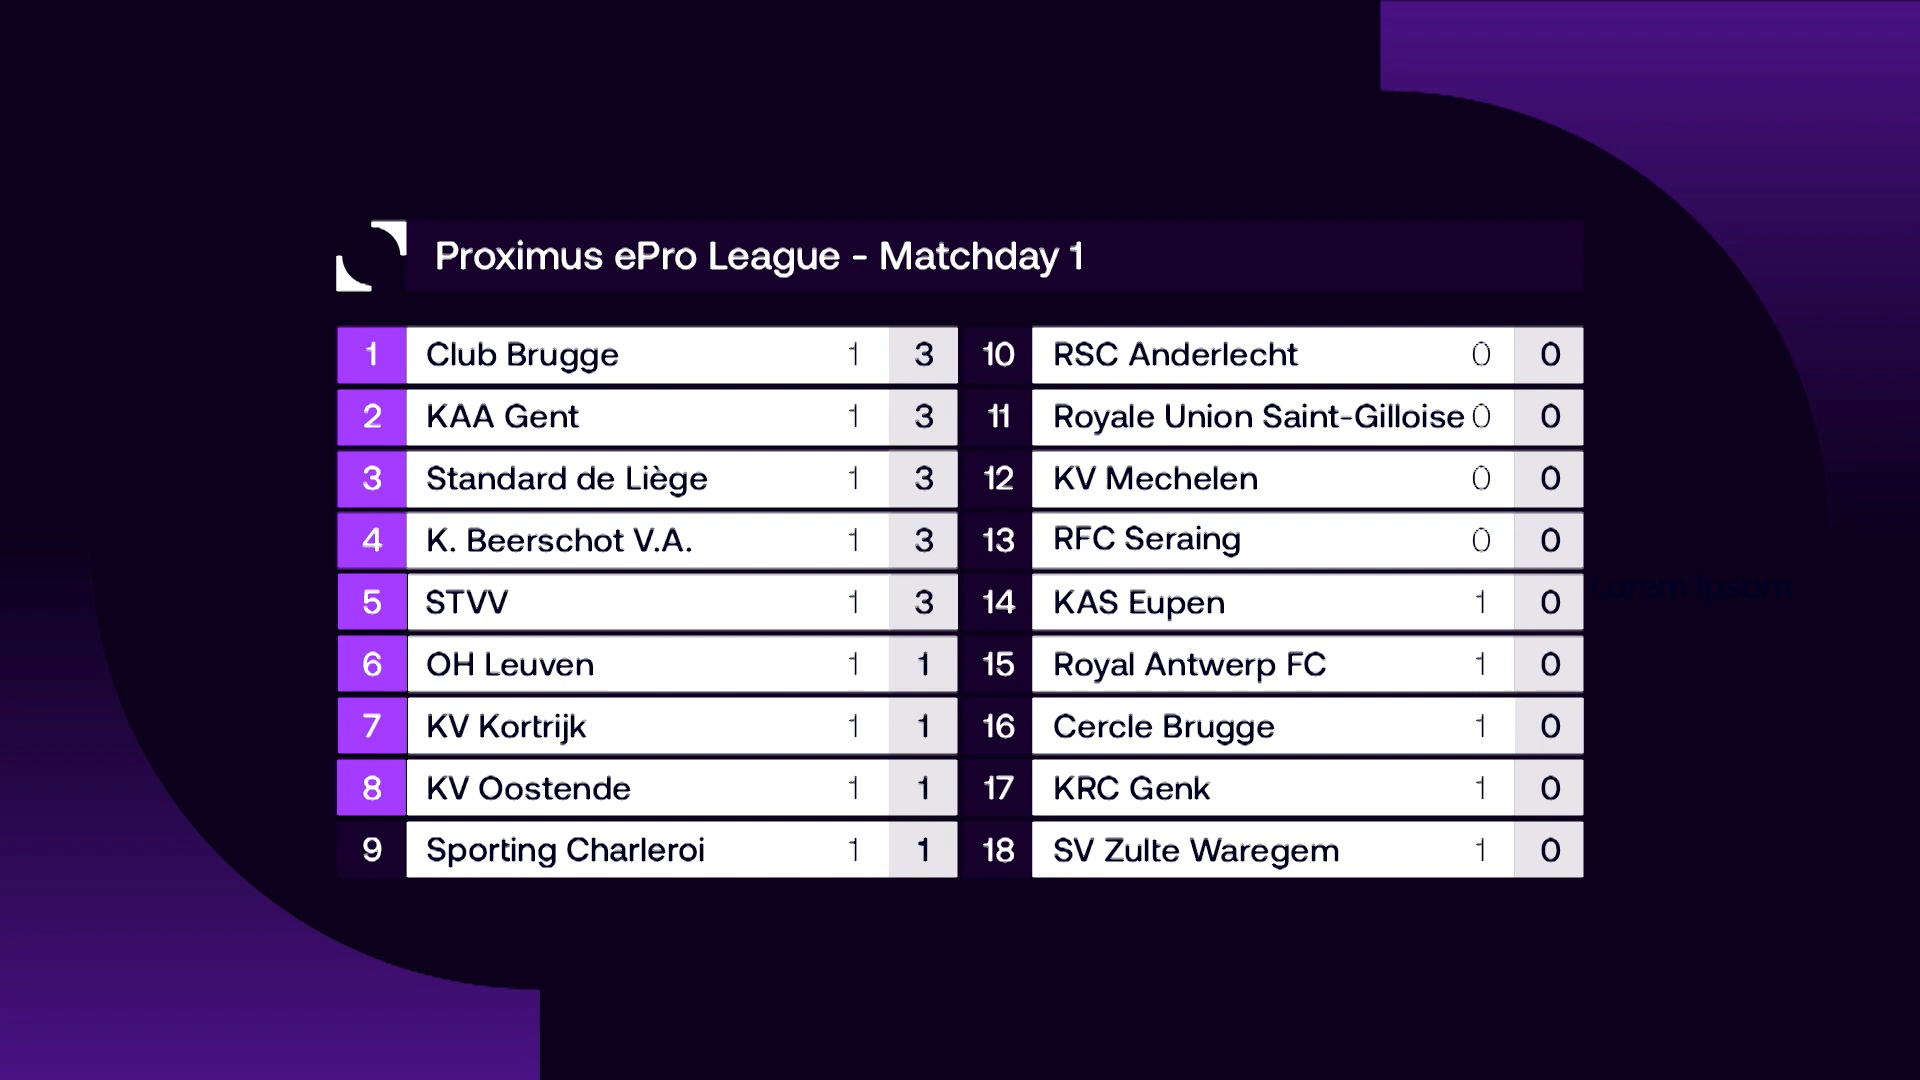 Proximus ePro League - Matchday 1
1 Club Brugge 1 3
2 KAA Gent 1 3
3 Standard de Liège 1 3
4 K. Beerschot V.A. 1 3
5 STVV 1 3
6 OH Leuven 1 1
7 KV Kortrijk 1 1
8 KV Oostende 1 1
9 Sporting Charleroi 1 1
10 RSC Anderlecht 0 0
11 Royale Union Saint-Gilloise 0 0
12 KV Mechelen 0 0
13 RFC Seraing 0 0
14 KAS Eupen 1 0
15 Royal Antwerp FC 1 0
16 Cercle Brugge 1 0
17 KRC Genk 1 0
18 SV Zulte Waregem 1 0
Lorem ipsum